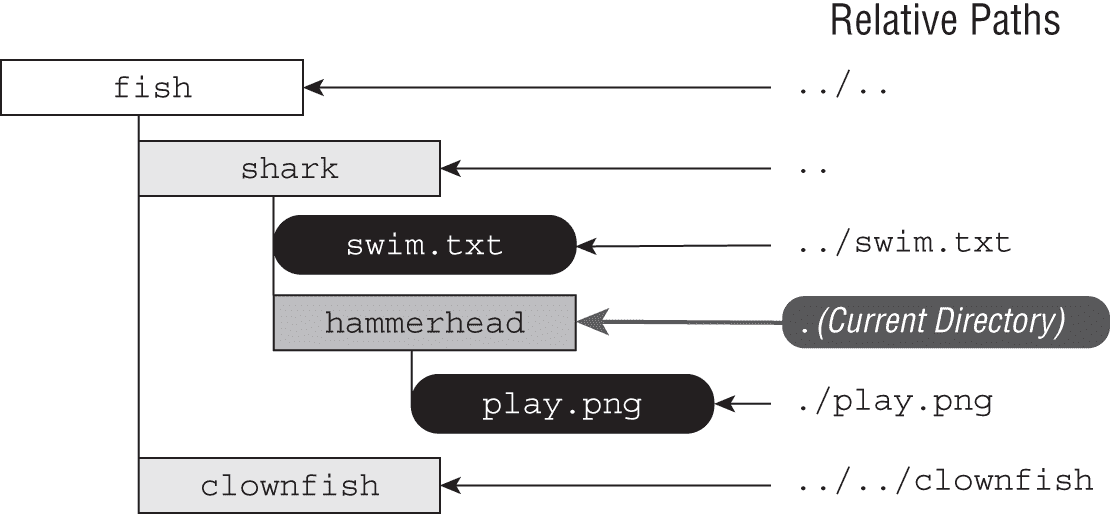 Relative Paths
fish
../..
shark
..
swim.txt
../swim.txt
hammerhead
. (Current Directory)
play.png
./play.png
clownfish
../../clownfish